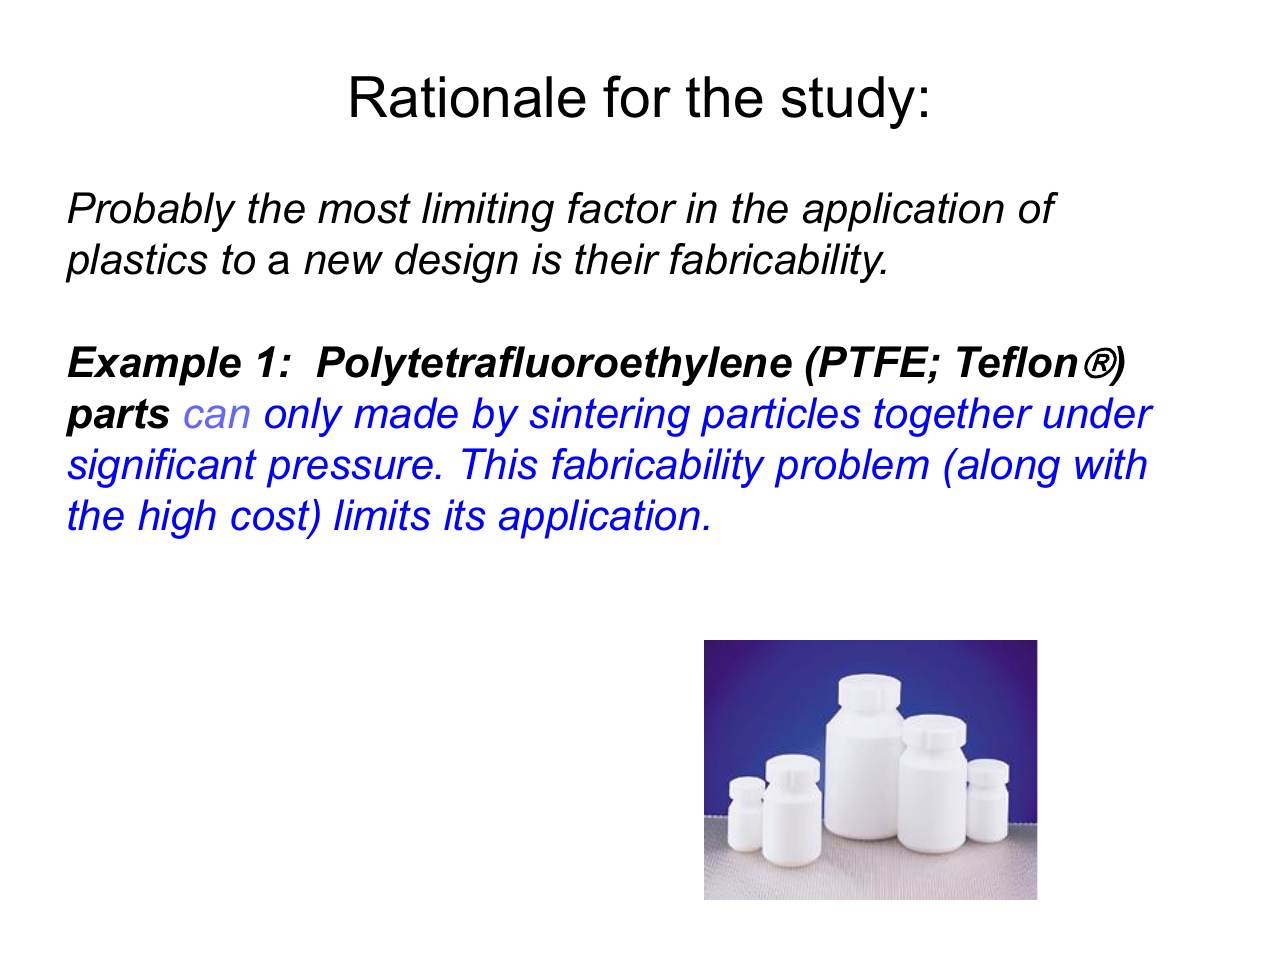 Rationale for the study:
Probably the most limiting factor in the application of
plastics to a new design is their fabricability.
Example 1:  Polytetrafluoroethylene (PTFE; Teflon®)
parts can only made by sintering particles together under
significant pressure. This fabricability problem (along with
the high cost) limits its application.